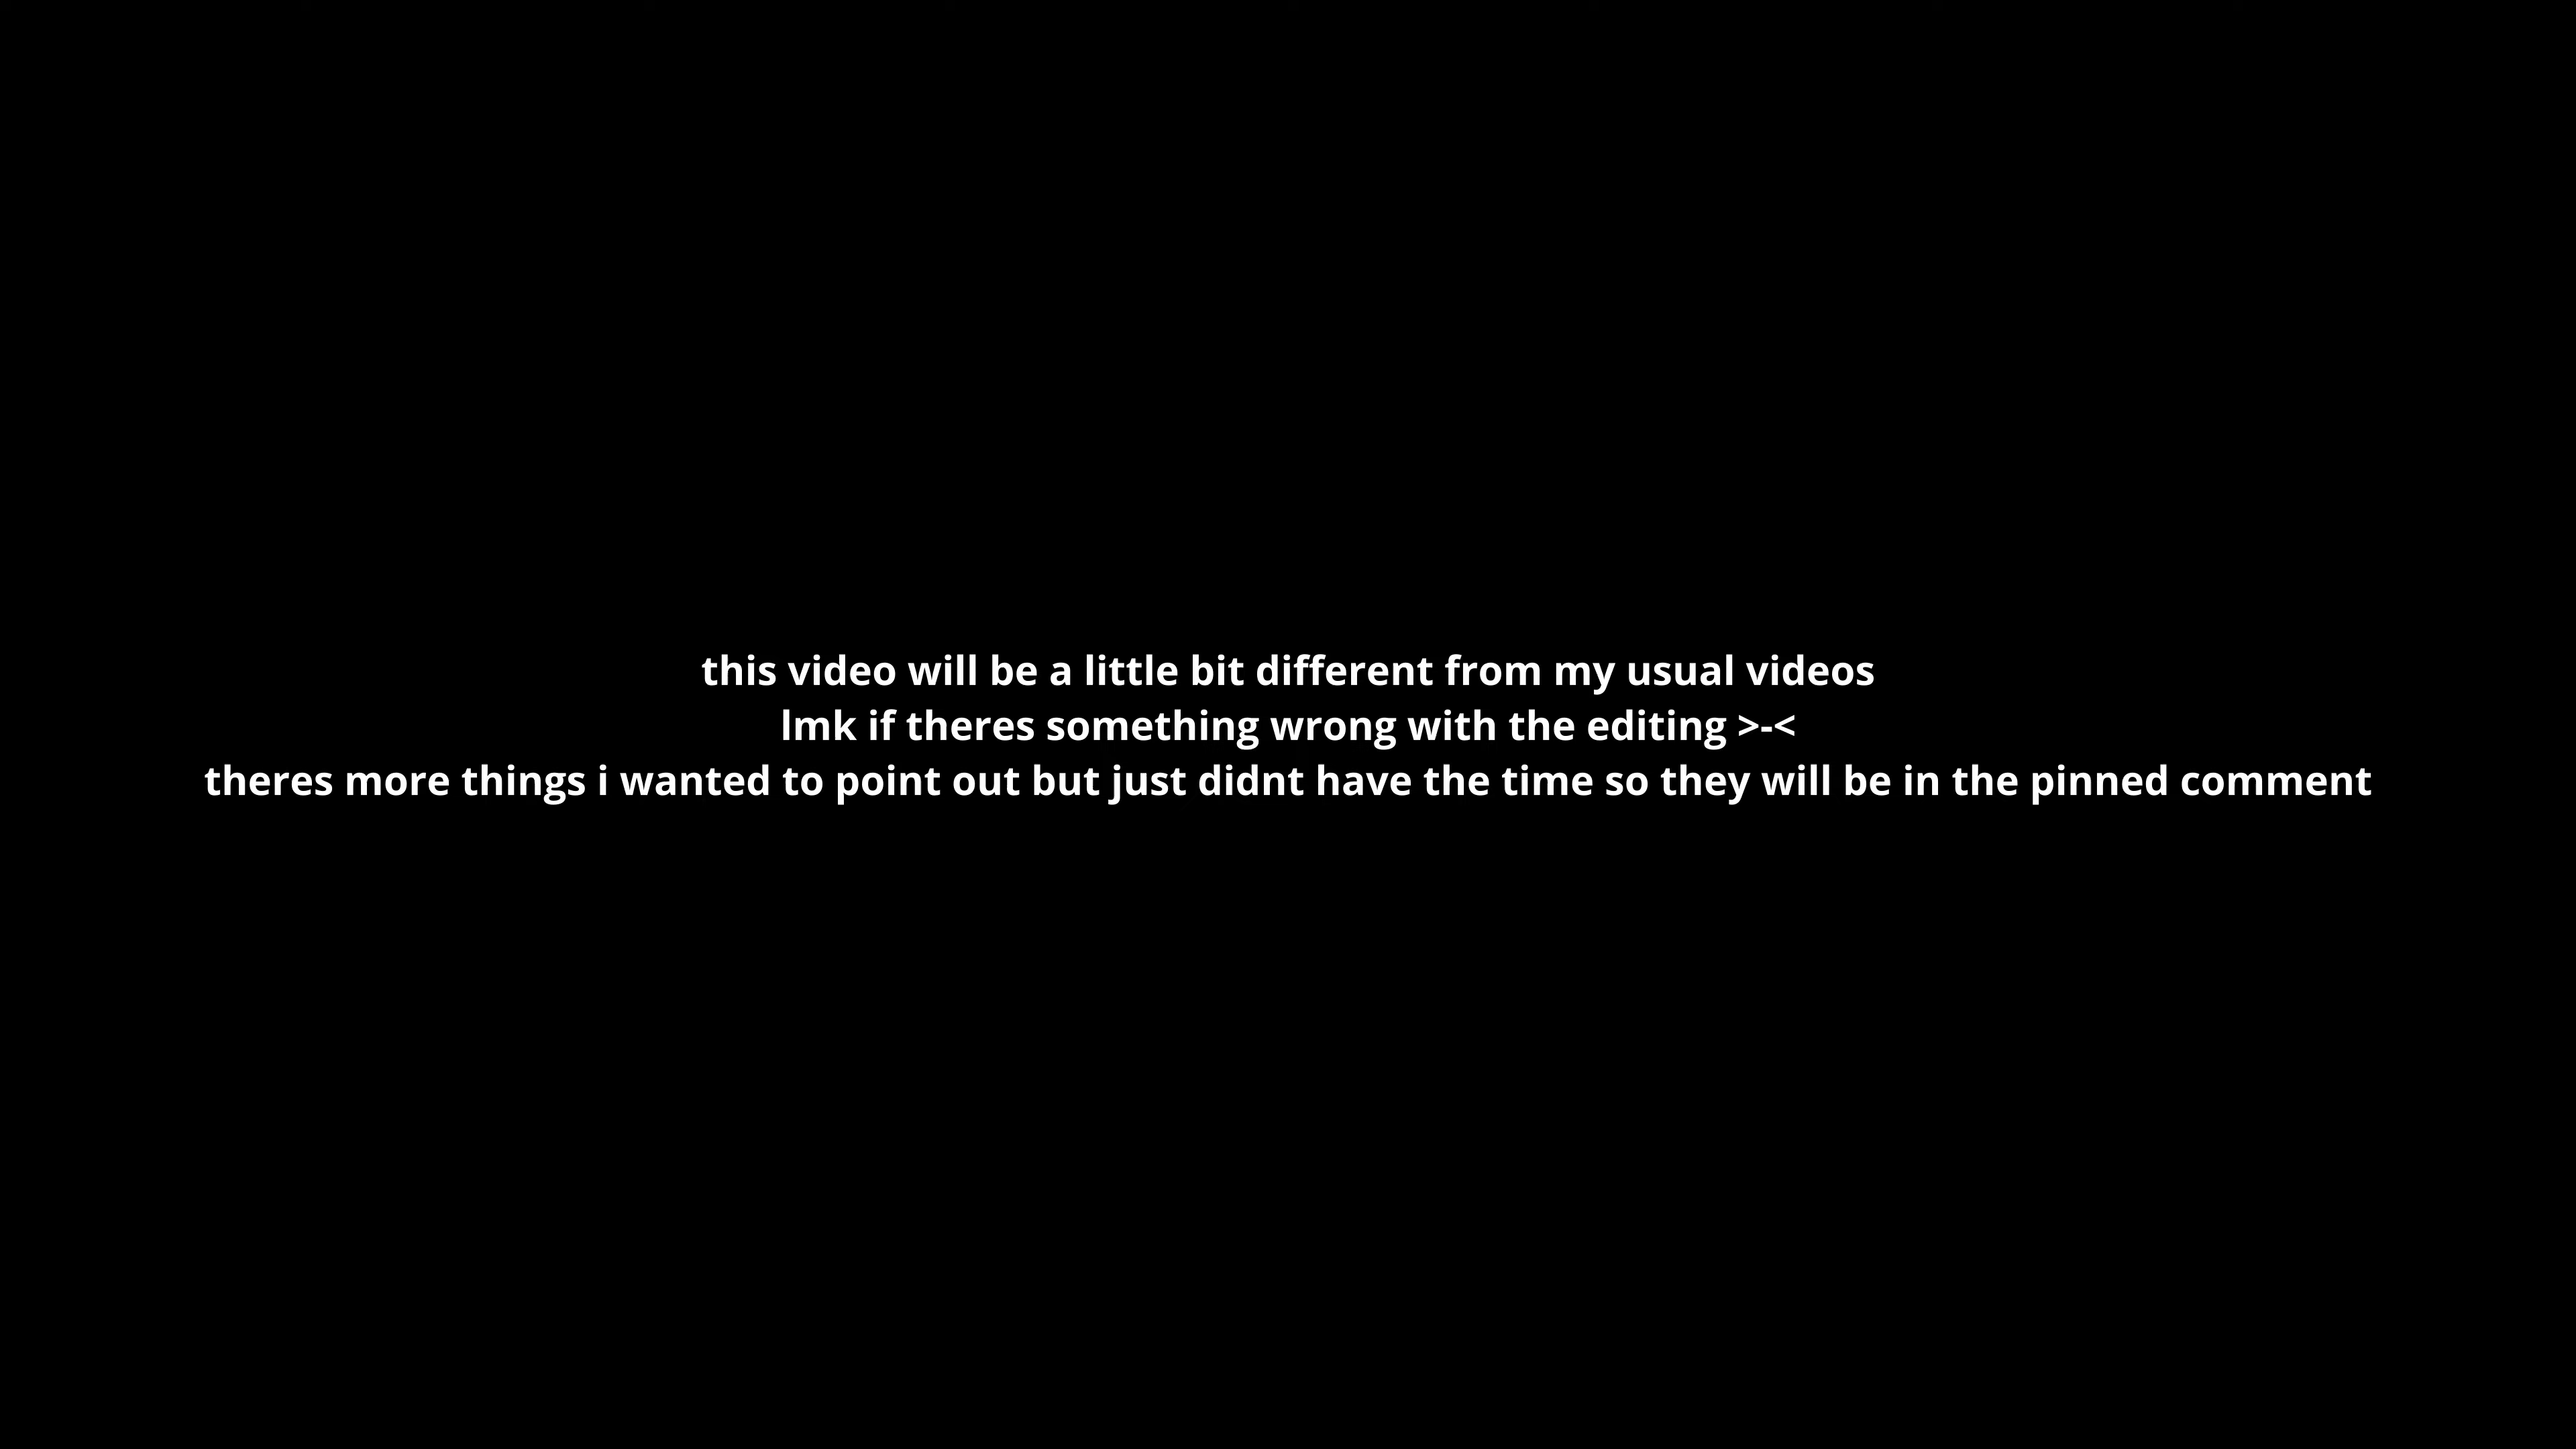 this video will be a little bit different from my usual videos
lmk if theres something wrong with the editing >-<
theres more things i wanted to point out but just didnt have the time so they will be in the pinned comment